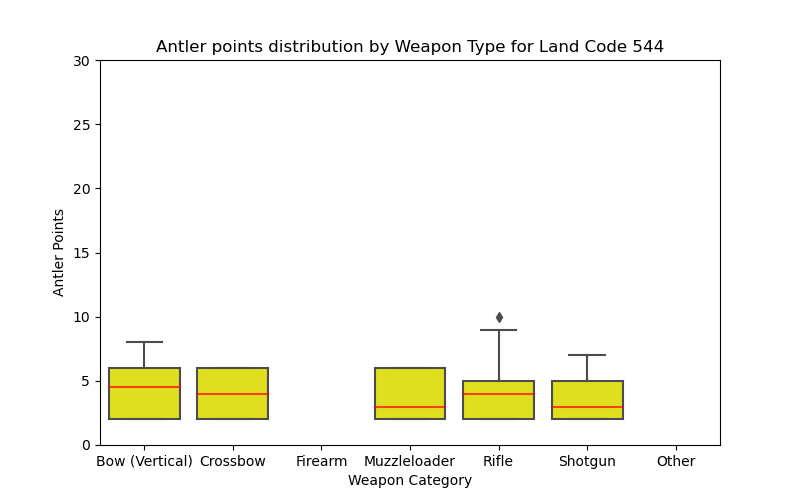 Antler points distribution by Weapon Type for Land Code 544
30
25
20
15
10
5
0
Antler Points
Bow (Vertical) Crossbow Firearm Muzzleloader Rifle Shotgun Other
Weapon Category